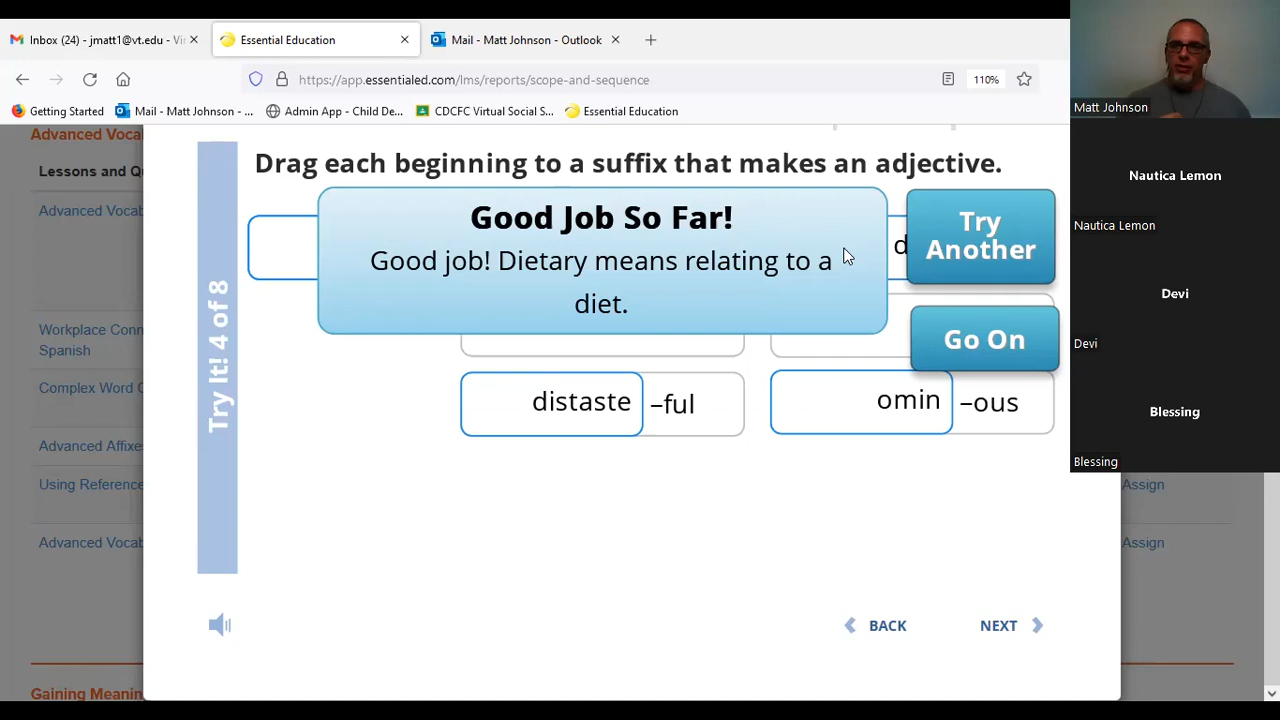 Inbox (24) - jmatt1@vt.edu - Vir
Essential Education
Mail - Matt Johnson - Outlook
https://app.essentialed.com/lms/reports/scope-and-sequence
110%
Getting Started
Mail - Matt Johnson - ...
Admin App - Child De...
CDCFC Virtual Social S...
Essential Education
Matt Johnson
Nautica Lemon
Nautica Lemon
Devi
Devi
Blessing
Blessing
Advanced Vocab
Lessons and Qu
Advanced Vocab
Workplace Conn
Spanish
Complex Word C
Advanced Affixes
Using Reference
Assign
Advanced Vocab
Assign
Gaining Meanin
Try It! 4 of 8
Drag each beginning to a suffix that makes an adjective.
Good Job So Far!
Good job! Dietary means relating to a
diet.
d
Try
Another
Go On
distaste –ful
omin –ous
BACK
NEXT